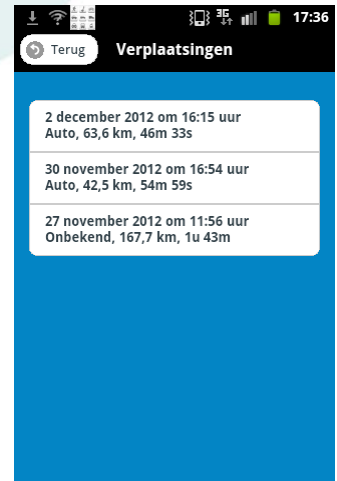 3G 17:36
Terug Verplaatsingen
2 december 2012 om 16:15 uur
Auto, 63,6 km, 46m 33s
30 november 2012 om 16:54 uur
Auto, 42,5 km, 54m 59s
27 november 2012 om 11:56 uur
Onbekend, 167,7 km, 1u 43m